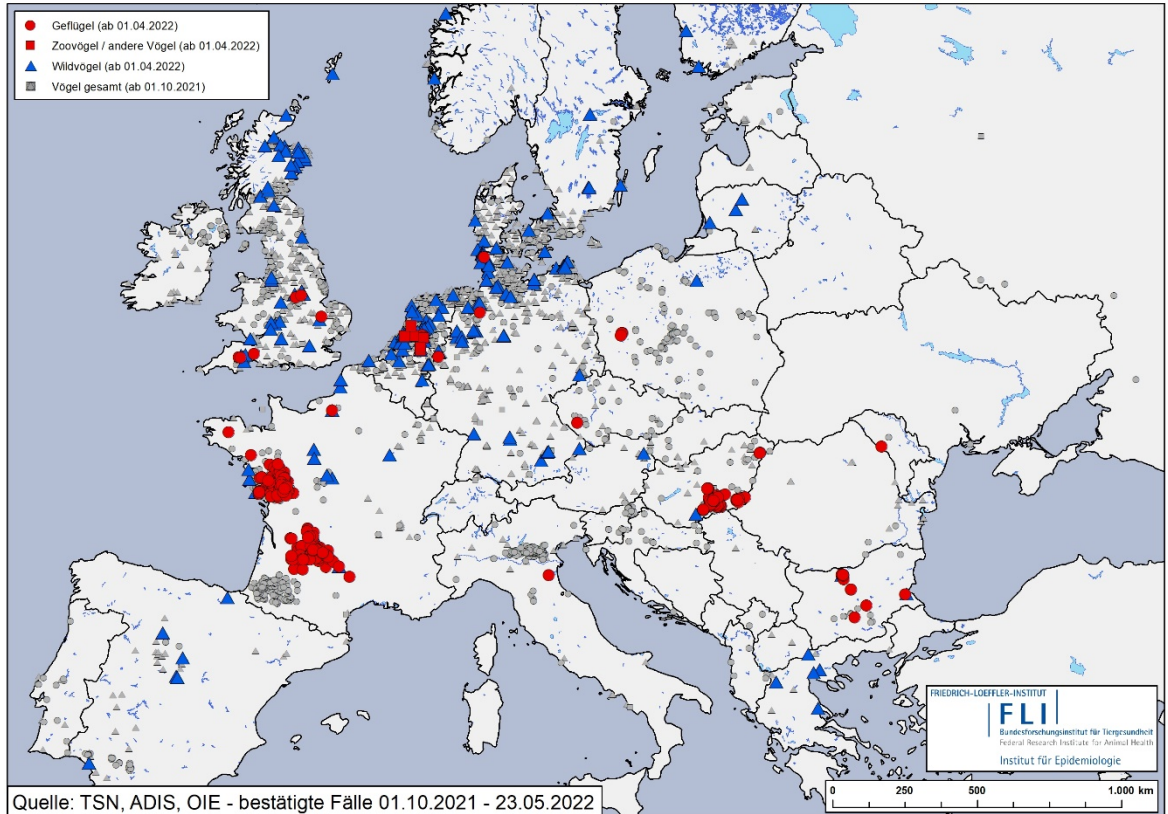 Geflügel (ab 01.04.2022)
Zoovögel / andere Vögel (ab 01.04.2022)
Wildvögel (ab 01.04.2022)
Vögel gesamt (ab 01.10.2021)
FRIEDRICH-LOEFFLER-INSTITUT
FLI
Bundesforschungsinstitut für Tiergesundheit
Federal Research Institute for Animal Health
Institut für Epidemiologie
0 250 500 1.000 km
Quelle: TSN, ADIS, OIE - bestätigte Fälle 01.10.2021 - 23.05.2022